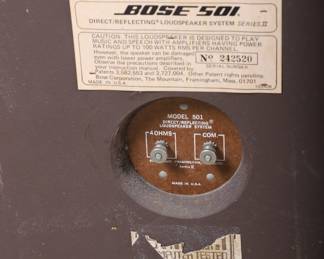 BOSE 501
DIRECT/REFLECTING® LOUDSPEAKER SYSTEM SERIES II
CAUTION: THIS LOUDSPEAKER IS DESIGNED TO PLAY
MUSIC AND SPEECH WITH AMPLIFIERS HAVING POWER
RATINGS UP TO 100 WATTS RMS PER CHANNEL.
However, the speaker can be damaged
even with lower power amplifiers.
Observe the precautions described in
your instruction manual. Covered by
Patents 3,582,553 and 3,727,004. Other Patent rights pending.
Nº 242520
SERIAL NUMBER
Bose Corporation, The Mountain, Framingham, Mass. 01701
MADE IN U.S.A.
MODEL 501
DIRECT/REFLECTING®
LOUDSPEAKER SYSTEM
4 OHMS
COM.
Series II
MADE IN U.S.A.